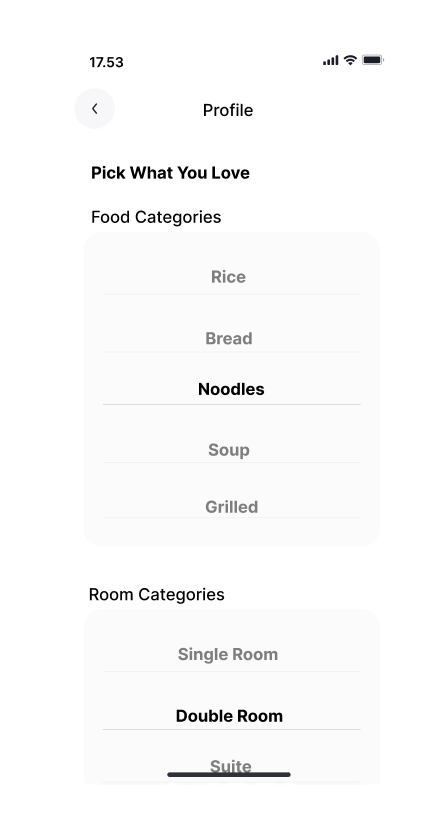 17.53
Profile
Pick What You Love
Food Categories
Rice
Bread
Noodles
Soup
Grilled
Room Categories
Single Room
Double Room
Suite